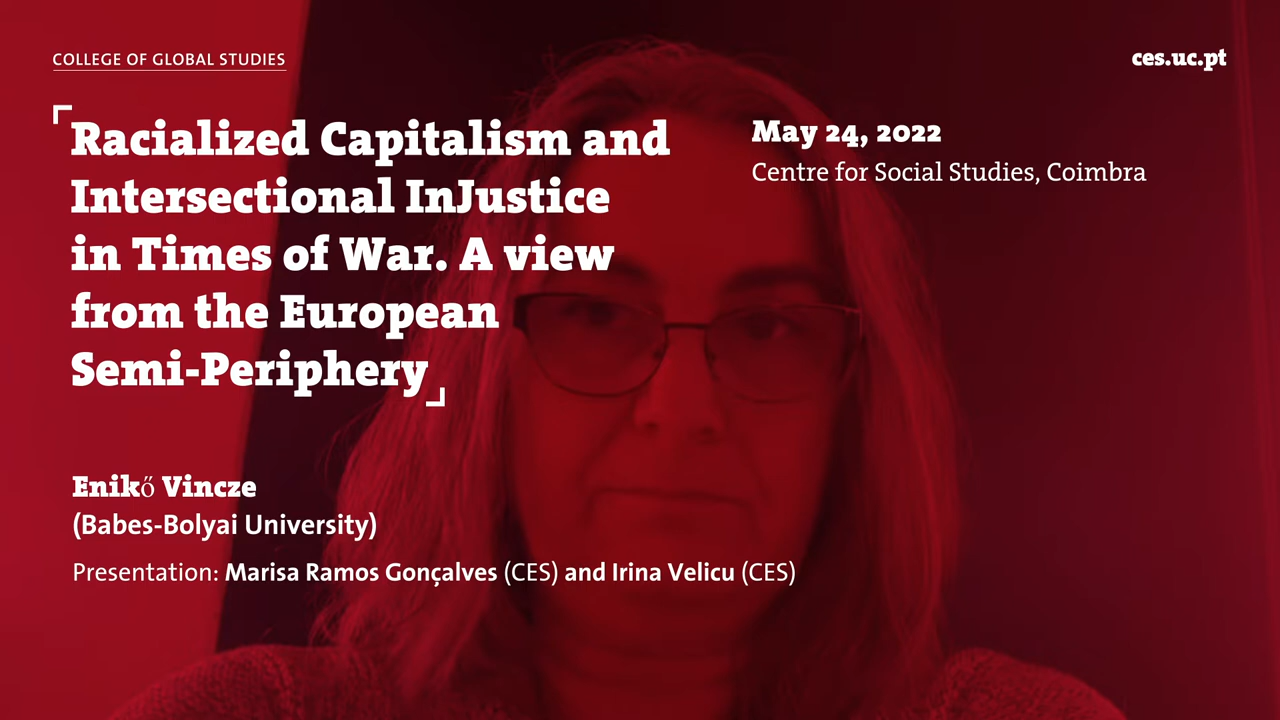 COLLEGE OF GLOBAL STUDIES
ces.uc.pt
Racialized Capitalism and
Intersectional InJustice
in Times of War. A view
from the European
Semi-Periphery
May 24, 2022
Centre for Social Studies, Coimbra
Enikő Vincze
(Babes-Bolyai University)
Presentation: Marisa Ramos Gonçalves (CES) and Irina Velicu (CES)